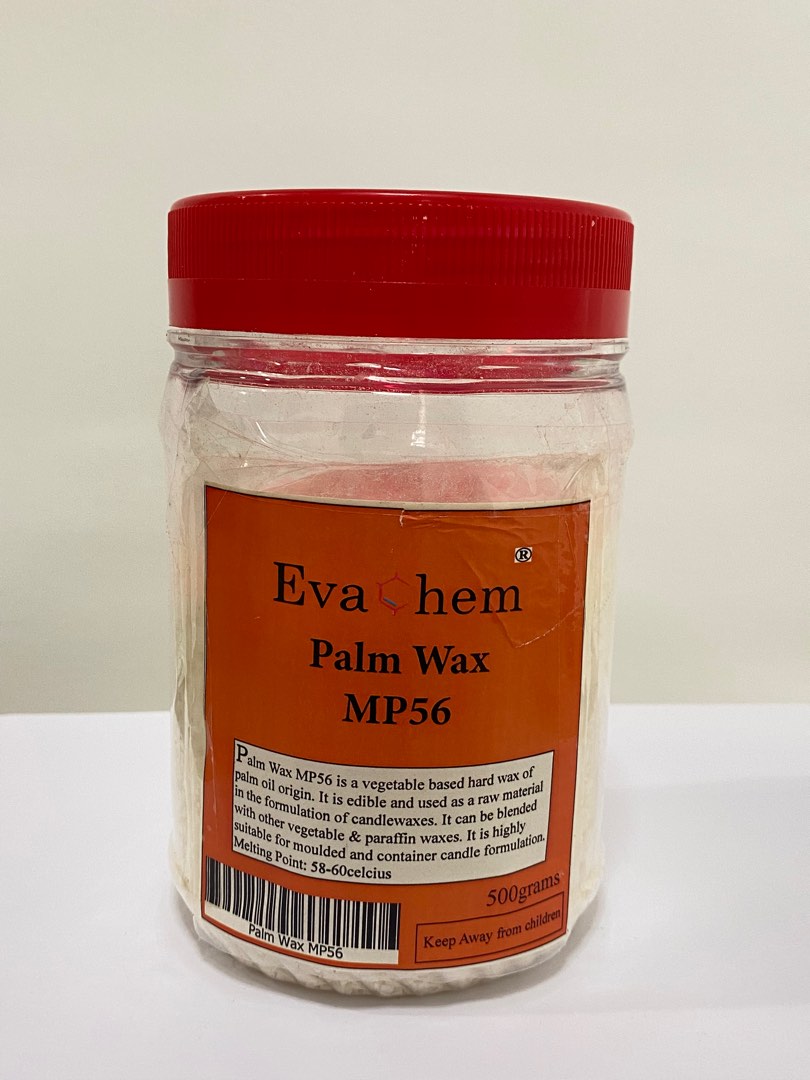 Eva Chem ®
Palm Wax
MP56
Palm Wax MP56 is a vegetable based hard wax of
palm oil origin. It is edible and used as a raw material
in the formulation of candlewaxes. It can be blended
with other vegetable & paraffin waxes. It is highly
suitable for moulded and container candle formulation.
Melting Point: 58-60celcius
500grams
Palm Wax MP56
Keep Away from children